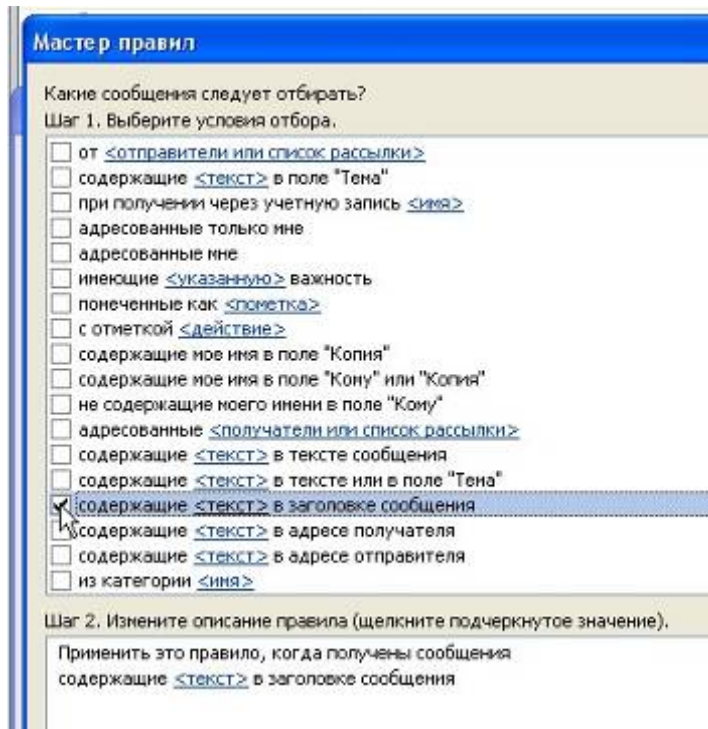 Мастер правил
Какие сообщения следует отбирать?
Шаг 1. Выберите условия отбора.
от <отправители или список рассылки>
содержащие <текст> в поле "Тема"
при получении через учетную запись <имя>
адресованные только мне
адресованные мне
имеющие <указанную> важность
помеченные как <пометка>
с отметкой <действие>
содержащие мое имя в поле "Копия"
содержащие мое имя в поле "Кому" или "Копия"
не содержащие моего имени в поле "Кому"
адресованные <получатели или список рассылки>
содержащие <текст> в тексте сообщения
содержащие <текст> в тексте или в поле "Тема"
содержащие <текст> в заголовке сообщения
содержащие <текст> в адресе получателя
содержащие <текст> в адресе отправителя
из категории <имя>
Шаг 2. Измените описание правила (щелкните подчеркнутое значение).
Применить это правило, когда получены сообщения
содержащие <текст> в заголовке сообщения